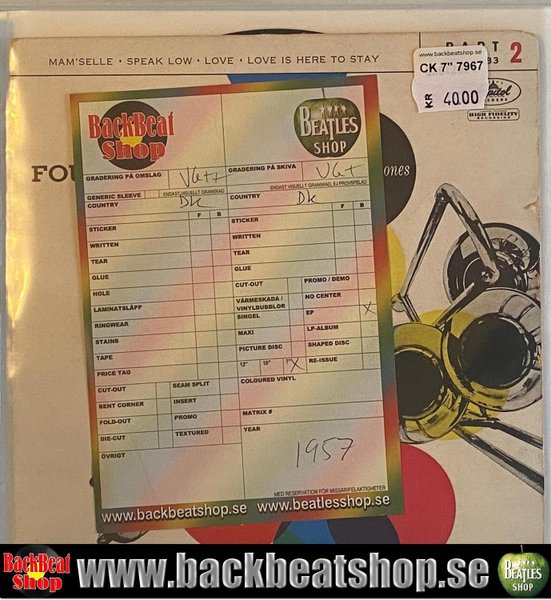 MAM'SELLE • SPEAK LOW • LOVE • LOVE IS HERE TO STAY
PART 2
www.backbeatshop.se
CK 7" 7967
KR 40.00
Capitol
RECORDS
HIGH FIDELITY
RECORDING
FOU
ones
BackBeat
Shop
BEATLES
SHOP
GRADERING PÅ OMSLAG VG++
GRADERING PÅ SKIVA VG+
GENERIC SLEEVE
ENDAST VISUELLT GRANSKAD
ENDAST VISUELLT GRANSKAD, EJ PROVSPELAD
COUNTRY DK
COUNTRY DK
F B
F B
STICKER
STICKER
WRITTEN
WRITTEN
TEAR
TEAR
GLUE
GLUE
HOLE
CUT-OUT
PROMO / DEMO
LAMINATSLÄPP
VÄRMESKADA /
VINYLBUBBLOR
NO CENTER
RINGWEAR
SINGEL
EP X
STAINS
MAXI
LP-ALBUM
TAPE
PICTURE DISC
SHAPED DISC
PRICE TAG
12" 10" 7" X
RE-ISSUE
CUT-OUT
SEAM SPLIT
COLOURED VINYL
BENT CORNER
INSERT
FOLD-OUT
PROMO
MATRIX #
DIE-CUT
TEXTURED
YEAR
ÖVRIGT
1957
MED RESERVATION FÖR MISSAR/FELAKTIGHETER
www.backbeatshop.se www.beatlesshop.se
BackBeat
Shop
www.backbeatshop.se
BEATLES
SHOP